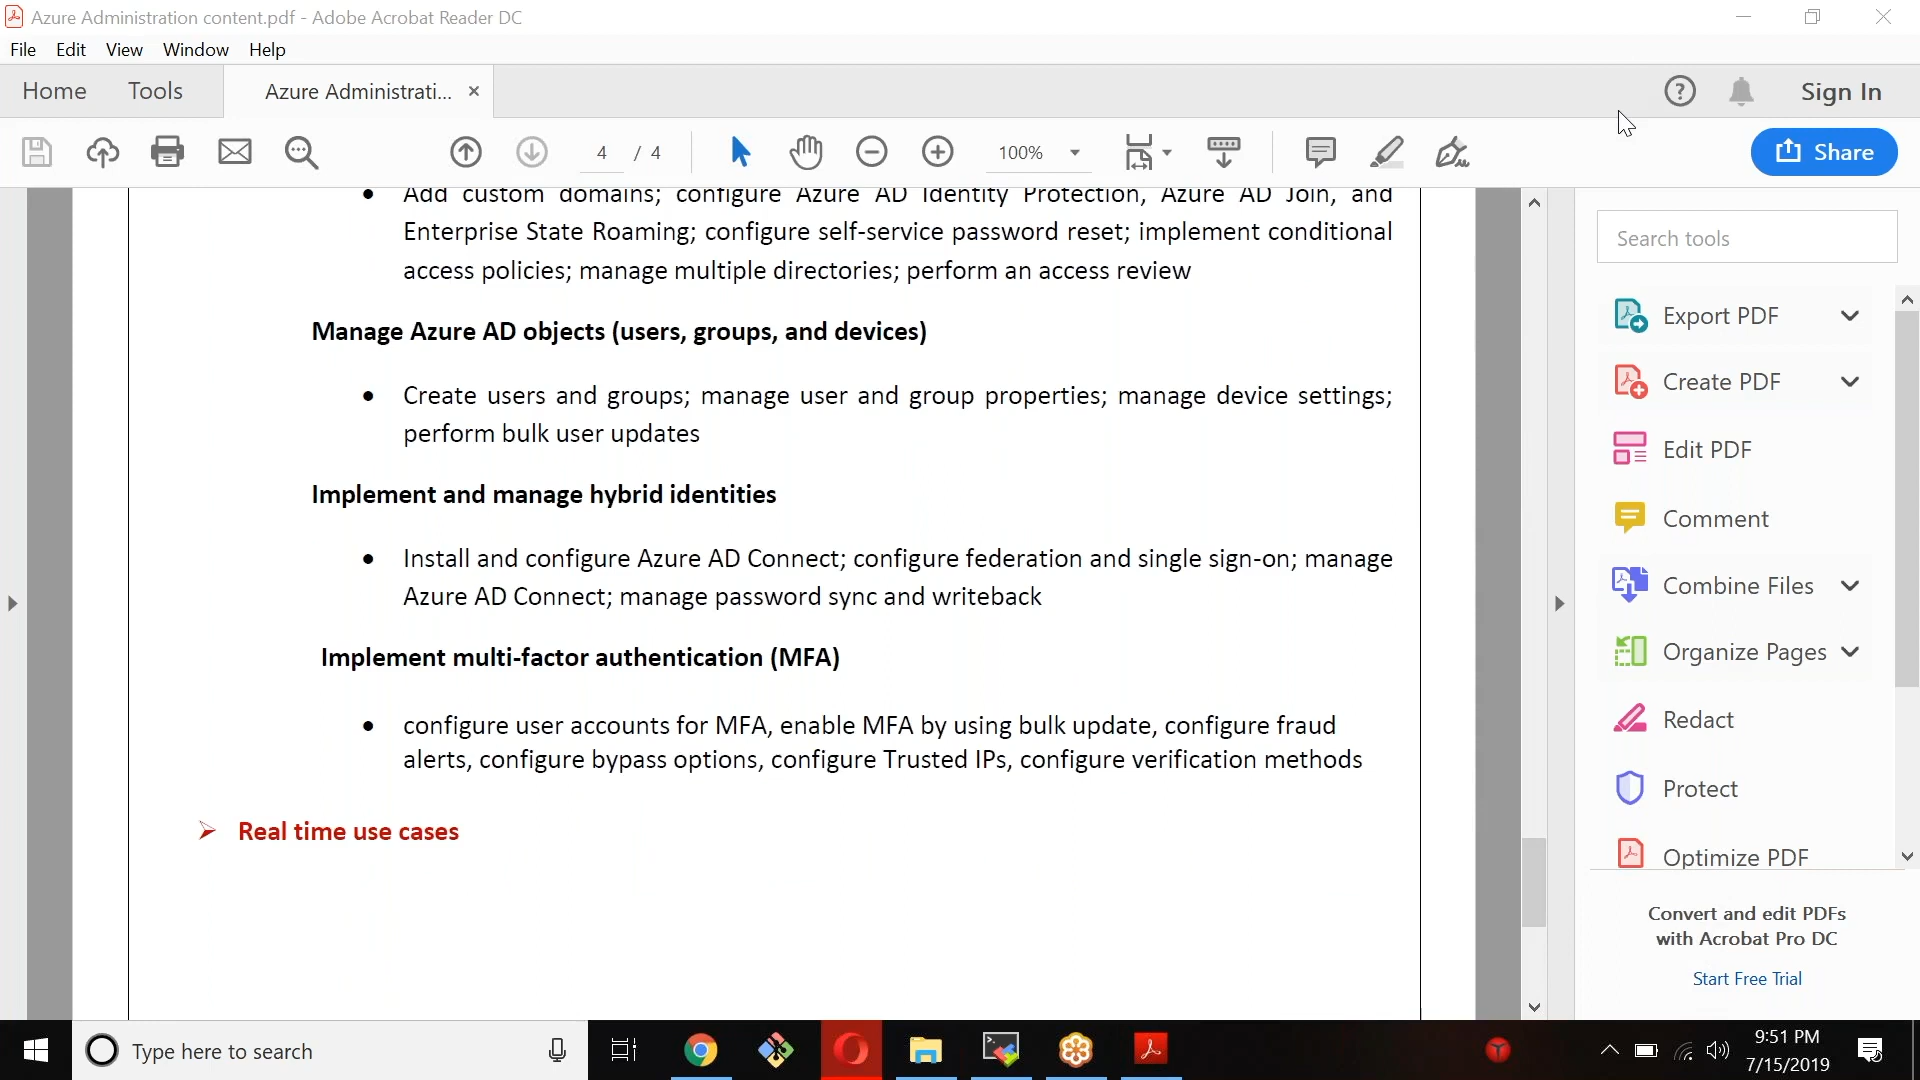 Azure Administration content.pdf - Adobe Acrobat Reader DC
File Edit View Window Help
Home Tools Azure Administrati... × Sign In
4 / 4 100% Share
• Add custom domains; configure Azure AD Identity Protection, Azure AD Join, and
Enterprise State Roaming; configure self-service password reset; implement conditional
access policies; manage multiple directories; perform an access review
Manage Azure AD objects (users, groups, and devices)
• Create users and groups; manage user and group properties; manage device settings;
perform bulk user updates
Implement and manage hybrid identities
• Install and configure Azure AD Connect; configure federation and single sign-on; manage
Azure AD Connect; manage password sync and writeback
Implement multi-factor authentication (MFA)
• configure user accounts for MFA, enable MFA by using bulk update, configure fraud
alerts, configure bypass options, configure Trusted IPs, configure verification methods
➢ Real time use cases
Search tools
Export PDF
Create PDF
Edit PDF
Comment
Combine Files
Organize Pages
Redact
Protect
Optimize PDF
Convert and edit PDFs
with Acrobat Pro DC
Start Free Trial
Type here to search
9:51 PM
7/15/2019